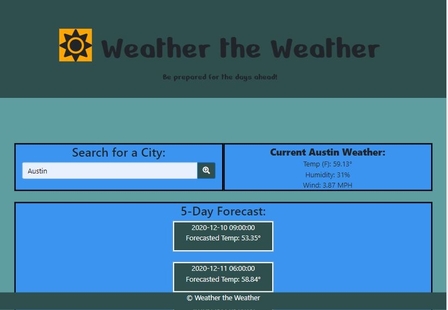 Weather the Weather
Be prepared for the days ahead!
Search for a City:
Austin
Current Austin Weather:
Temp (F): 59.13°
Humidity: 31%
Wind: 3.87 MPH
5-Day Forecast:
2020-12-10 09:00:00
Forecasted Temp: 53.35°
2020-12-11 06:00:00
Forecasted Temp: 58.84°
© Weather the Weather